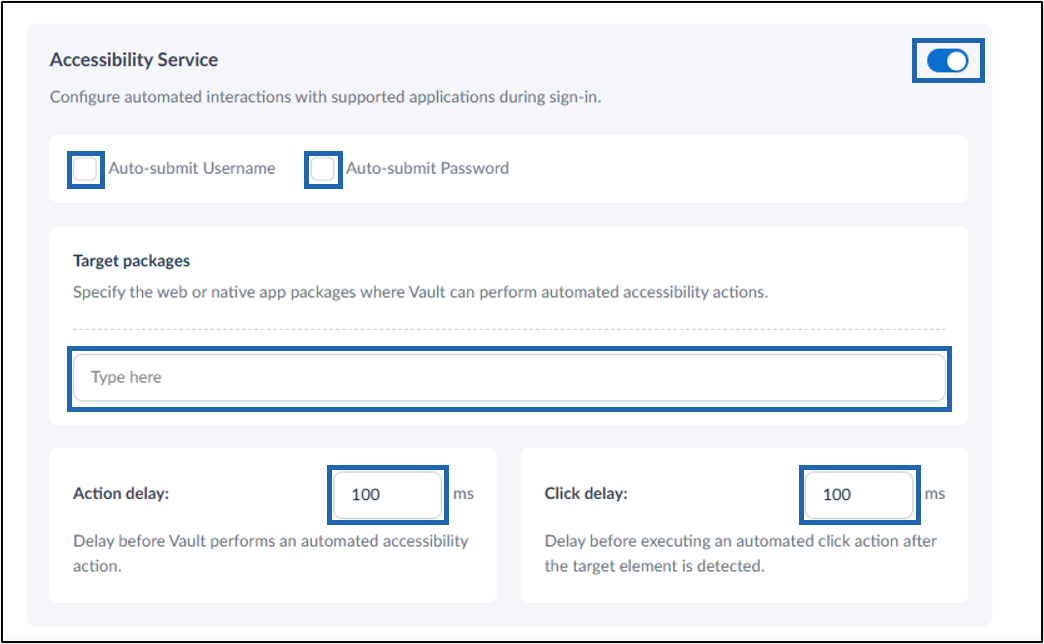 Accessibility Service
Configure automated interactions with supported applications during sign-in.
Auto-submit Username
Auto-submit Password
Target packages
Specify the web or native app packages where Vault can perform automated accessibility actions.
Type here
Action delay:
100
ms
Delay before Vault performs an automated accessibility
action.
Click delay:
100
ms
Delay before executing an automated click action after
the target element is detected.